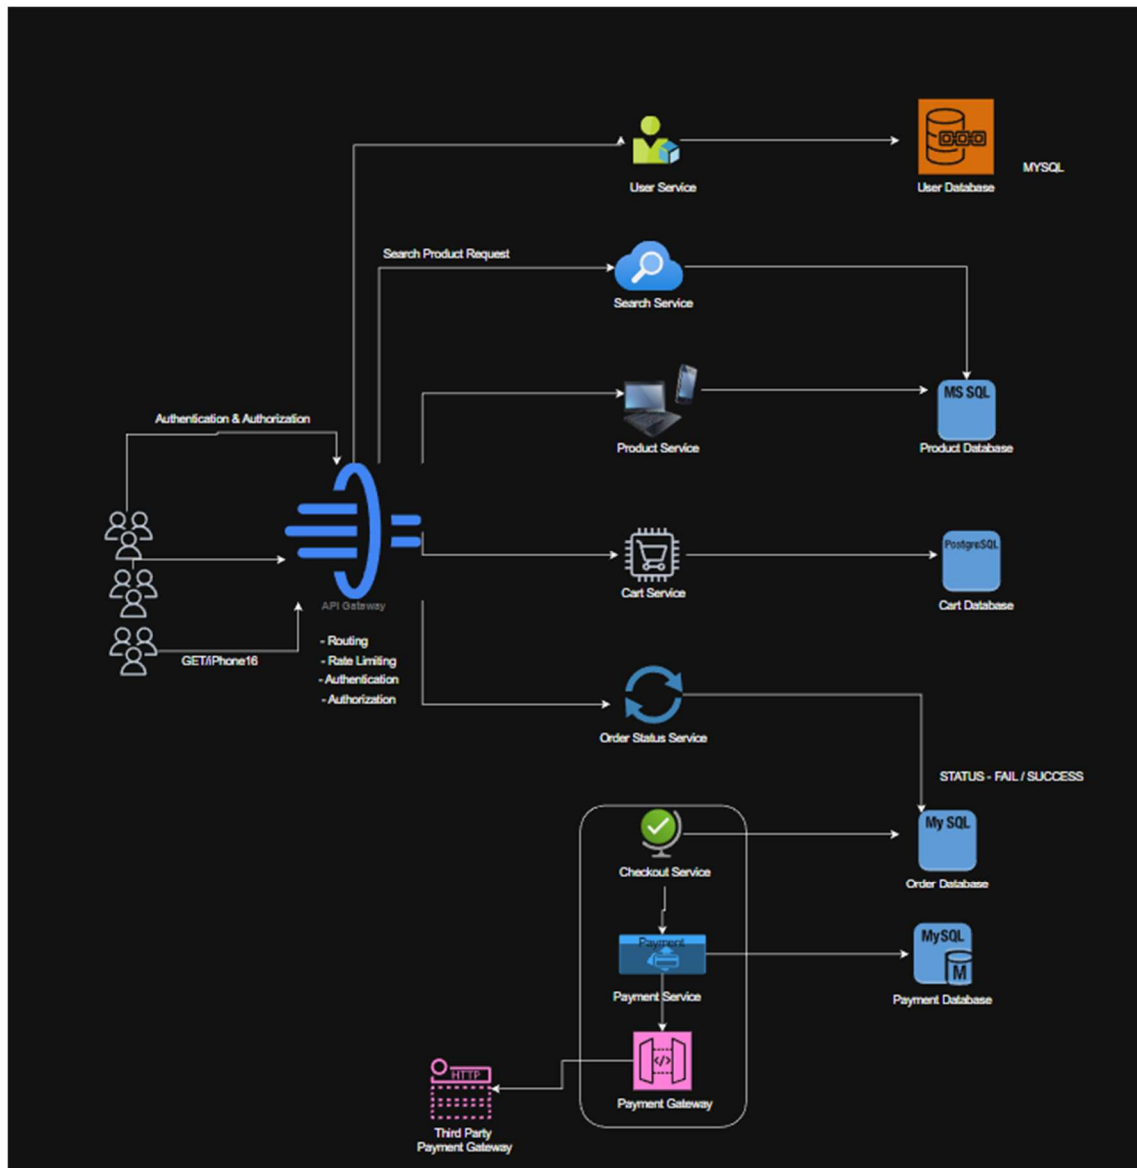 User Service
User Database
MYSQL
Search Product Request
Search Service
MS SQL
Product Service
Product Database
Authentication & Authorization
PostgreSQL
Cart Service
Cart Database
API Gateway
- Routing
- Rate Limiting
- Authentication
- Authorization
GET/iPhone16
Order Status Service
STATUS - FAIL / SUCCESS
My SQL
Checkout Service
Order Database
Payment
MySQL
M
Payment Service
Payment Database
</>
HTTP
Payment Gateway
Third Party
Payment Gateway